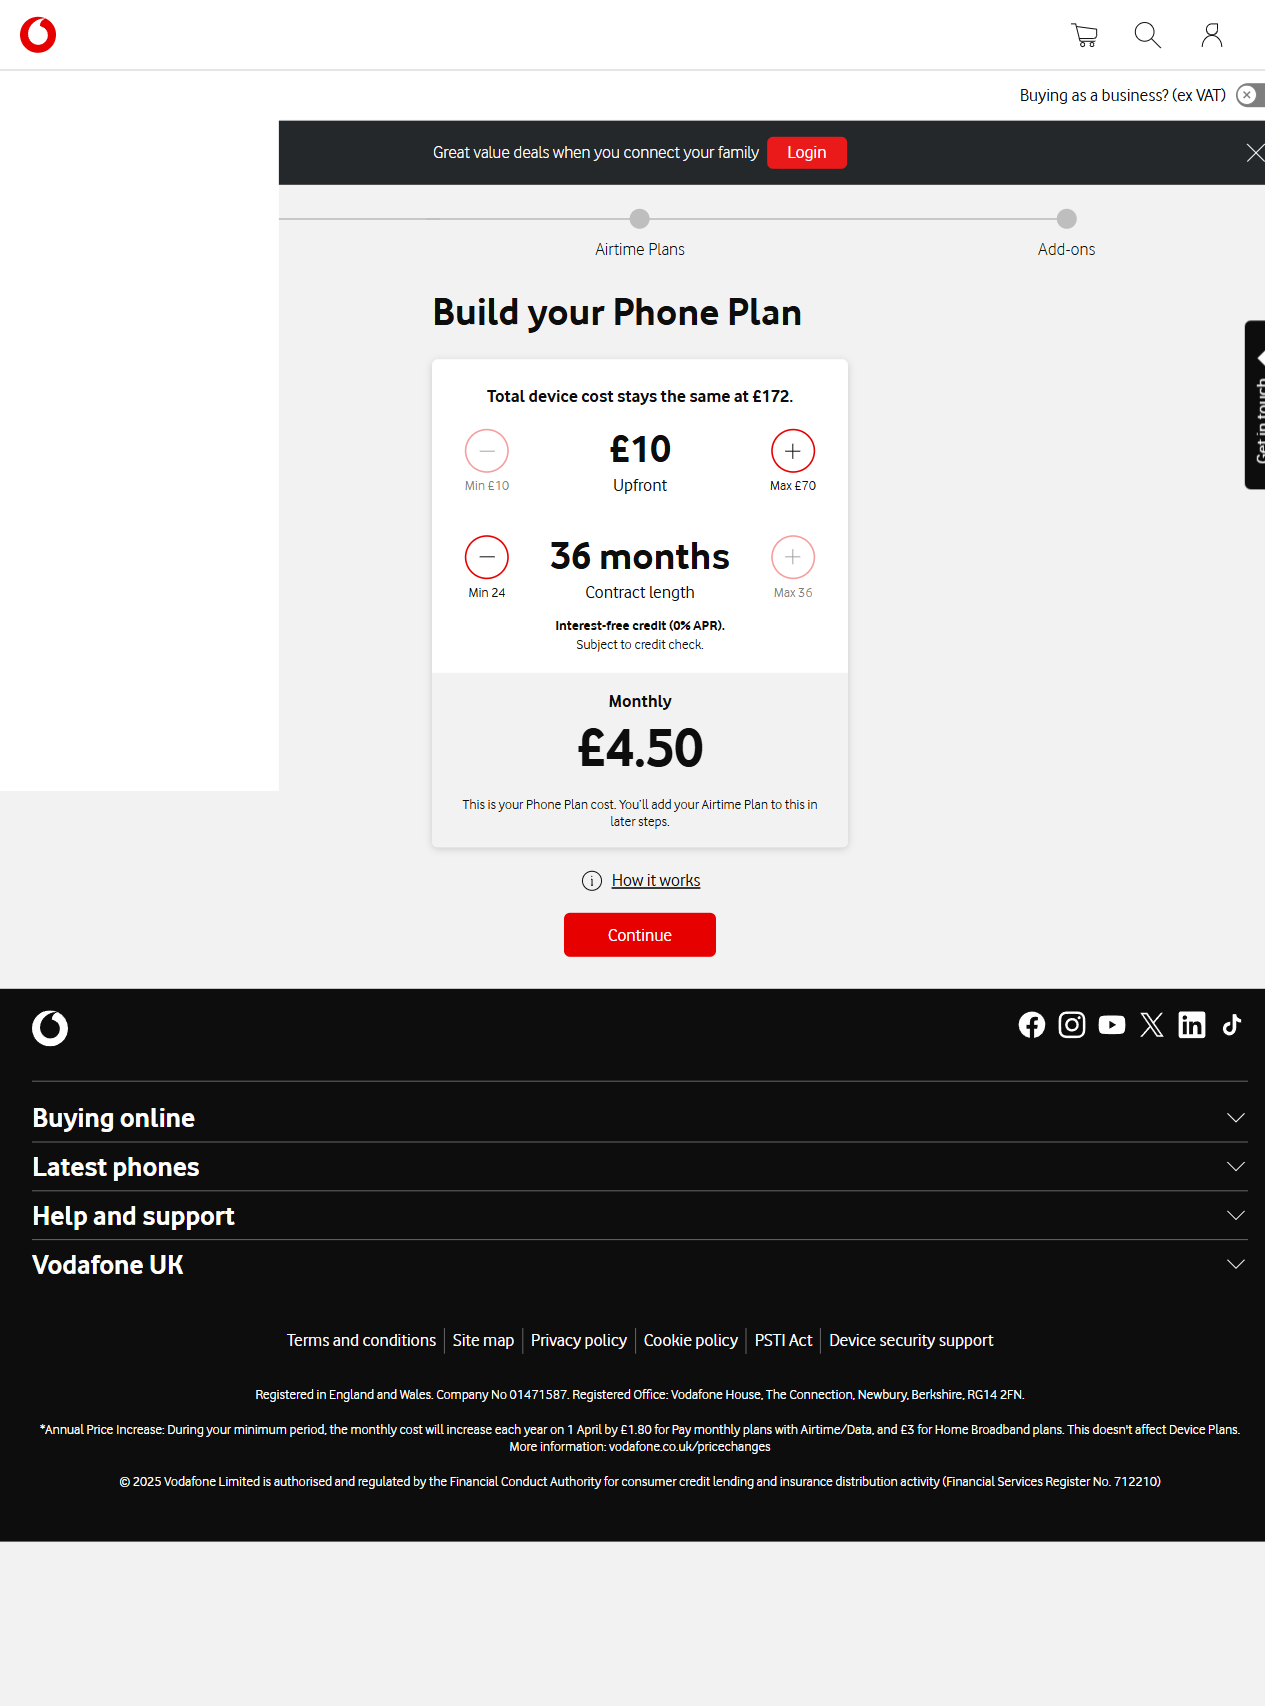 Buying as a business? (ex VAT)
Great value deals when you connect your family Login
Airtime Plans Add-ons
Build your Phone Plan
Get in touch
Total device cost stays the same at £172.
£10
Upfront
Min £10 Max £70
36 months
Contract length
Min 24 Max 36
Interest-free credit (0% APR).
Subject to credit check.
Monthly
£4.50
This is your Phone Plan cost. You'll add your Airtime Plan to this in
later steps.
How it works
Continue
Buying online
Latest phones
Help and support
Vodafone UK
Terms and conditions Site map Privacy policy Cookie policy PSTI Act Device security support
Registered in England and Wales. Company No 01471587. Registered Office: Vodafone House, The Connection, Newbury, Berkshire, RG14 2FN.
*Annual Price Increase: During your minimum period, the monthly cost will increase each year on 1 April by £1.80 for Pay monthly plans with Airtime/Data, and £3 for Home Broadband plans. This doesn't affect Device Plans.
More information: vodafone.co.uk/pricechanges
© 2025 Vodafone Limited is authorised and regulated by the Financial Conduct Authority for consumer credit lending and insurance distribution activity (Financial Services Register No. 712210)